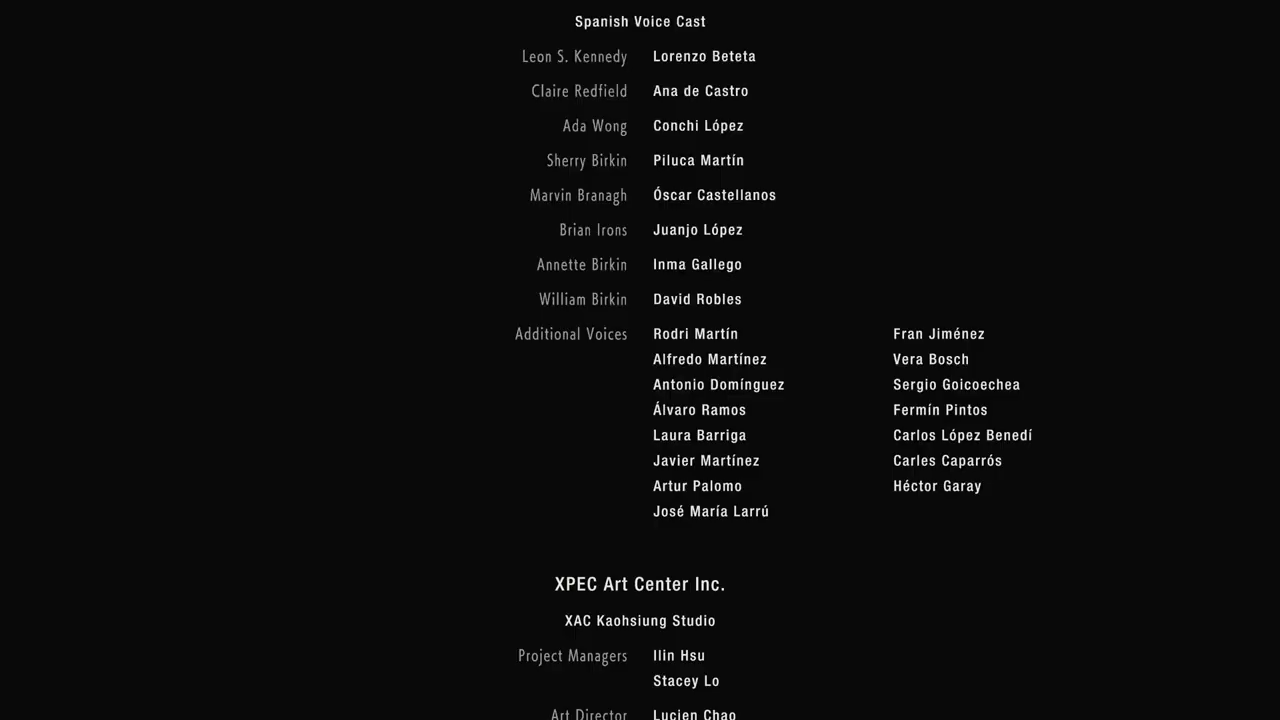 Spanish Voice Cast
Leon S. Kennedy Lorenzo Beteta
Claire Redfield Ana de Castro
Ada Wong Conchi López
Sherry Birkin Piluca Martín
Marvin Branagh Óscar Castellanos
Brian Irons Juanjo López
Annette Birkin Inma Gallego
William Birkin David Robles
Additional Voices Rodri Martín Fran Jiménez
Alfredo Martínez Vera Bosch
Antonio Domínguez Sergio Goicoechea
Álvaro Ramos Fermín Pintos
Laura Barriga Carlos López Benedí
Javier Martínez Carles Caparrós
Artur Palomo Héctor Garay
José María Larrú
XPEC Art Center Inc.
XAC Kaohsiung Studio
Project Managers Ilin Hsu
Stacey Lo
Art Director Lucien Chao